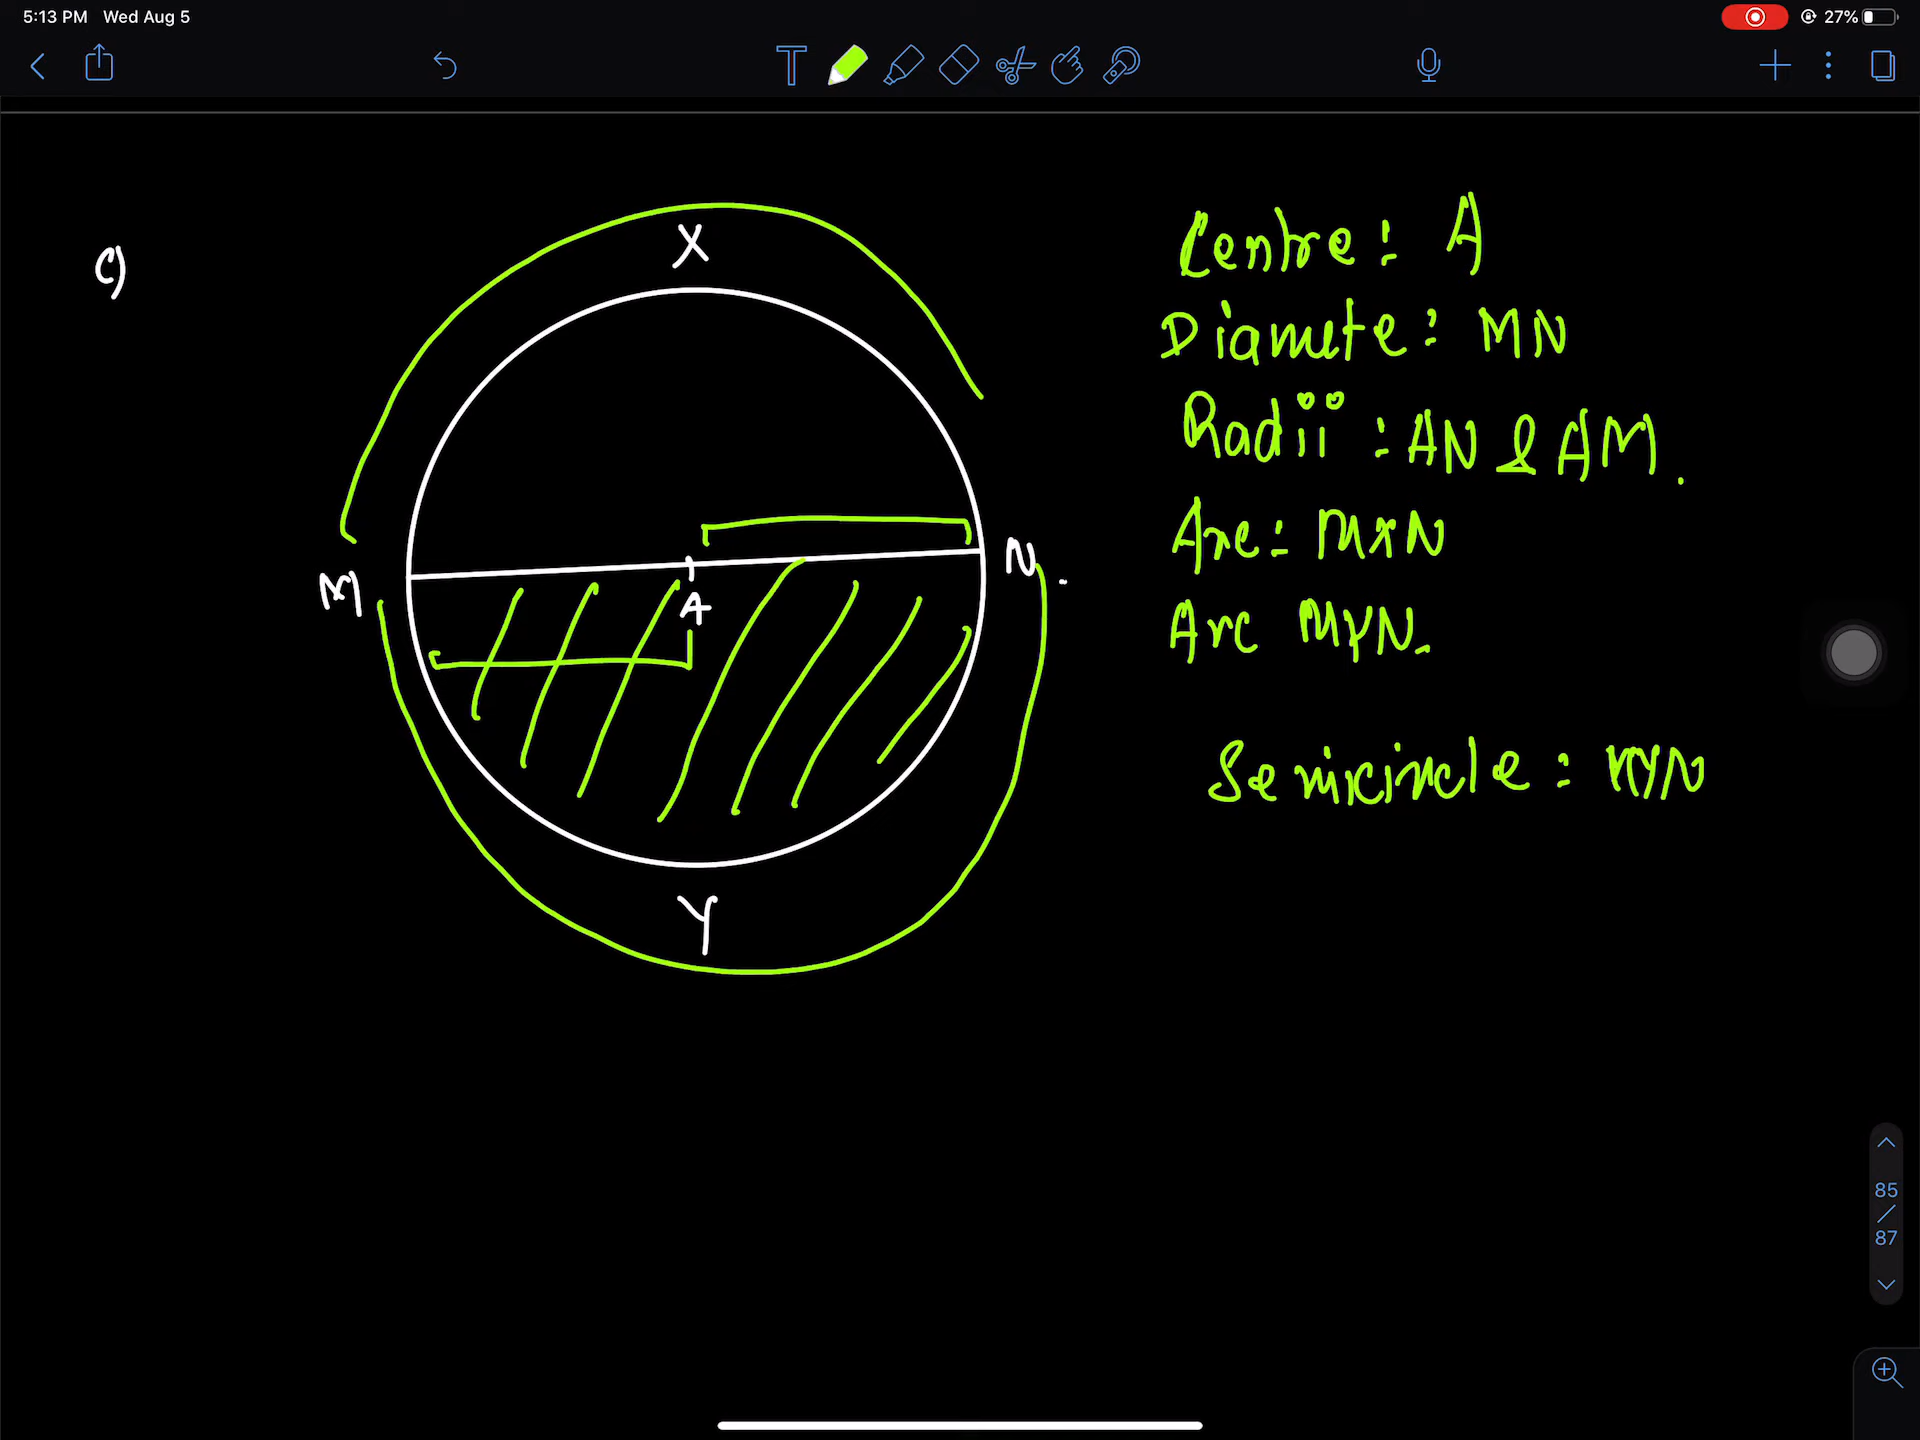 5:13 PM Wed Aug 5
27%
T
c)
X
M
A
N.
Y
Centre: A
Diamete: MN
Radii: AN & AM.
Arc: MXN
Arc MYN.
Semicircle: MYN
85
/
87